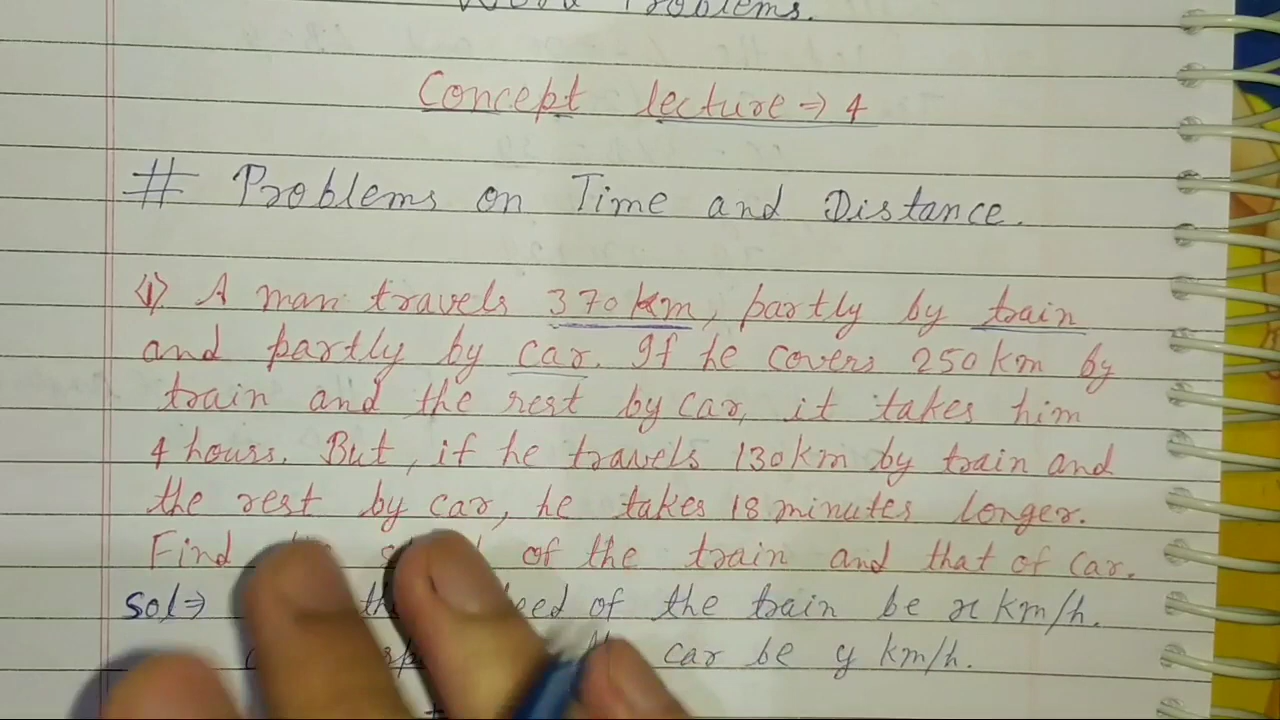 Problems.
Concept lecture ⇒ 4
# Problems on Time and Distance.
(1) A man travels 370 km, partly by train
and partly by car. If he covers 250 km by
train and the rest by car, it takes him
4 hours. But, if he travels 130 km by train and
the rest by car, he takes 18 minutes longer.
Find of the train and that of car.
Sol⇒ of the train be x km/h.
car be y km/h.